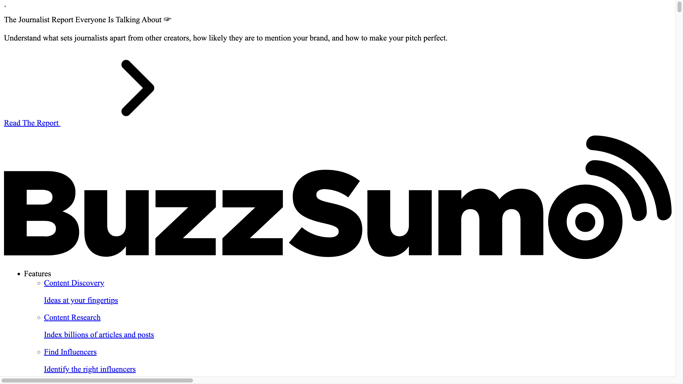 The Journalist Report Everyone Is Talking About 👉
Understand what sets journalists apart from other creators, how likely they are to mention your brand, and how to make your pitch perfect.
Read The Report
BuzzSumo
Features
Content Discovery
Ideas at your fingertips
Content Research
Index billions of articles and posts
Find Influencers
Identify the right influencers